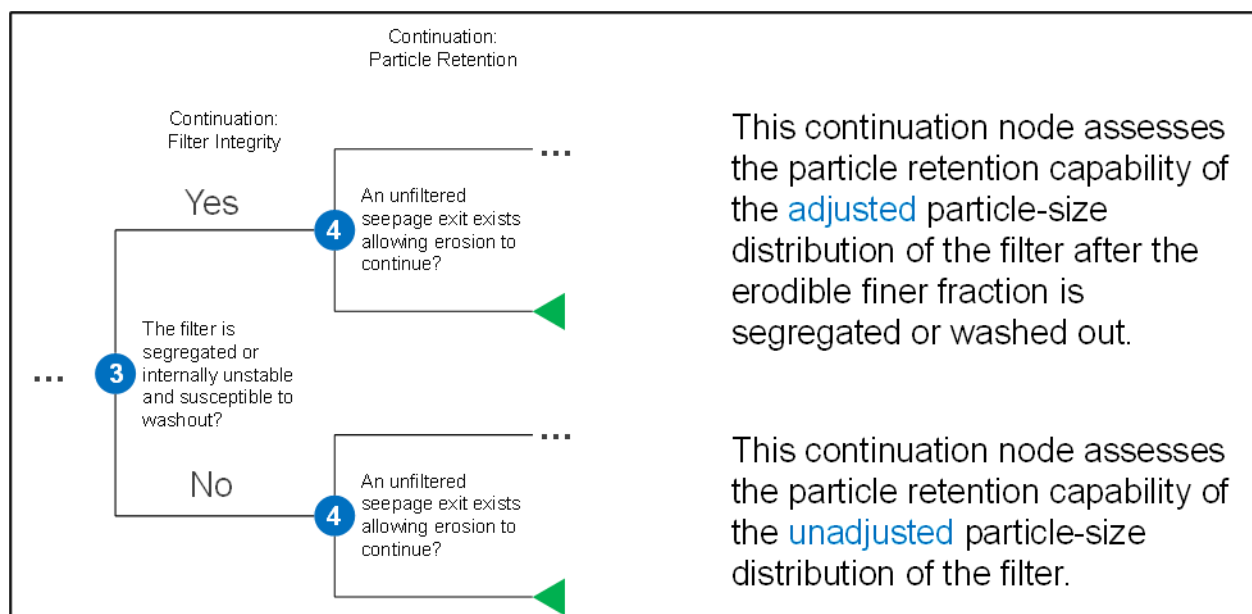 Continuation:
Particle Retention
Continuation:
Filter Integrity
Yes
...
4
An unfiltered
seepage exit exists
allowing erosion to
continue?
This continuation node assesses
the particle retention capability of
the adjusted particle-size
distribution of the filter after the
erodible finer fraction is
segregated or washed out.
...
3
The filter is
segregated or
internally unstable
and susceptible to
washout?
No
...
4
An unfiltered
seepage exit exists
allowing erosion to
continue?
This continuation node assesses
the particle retention capability of
the unadjusted particle-size
distribution of the filter.